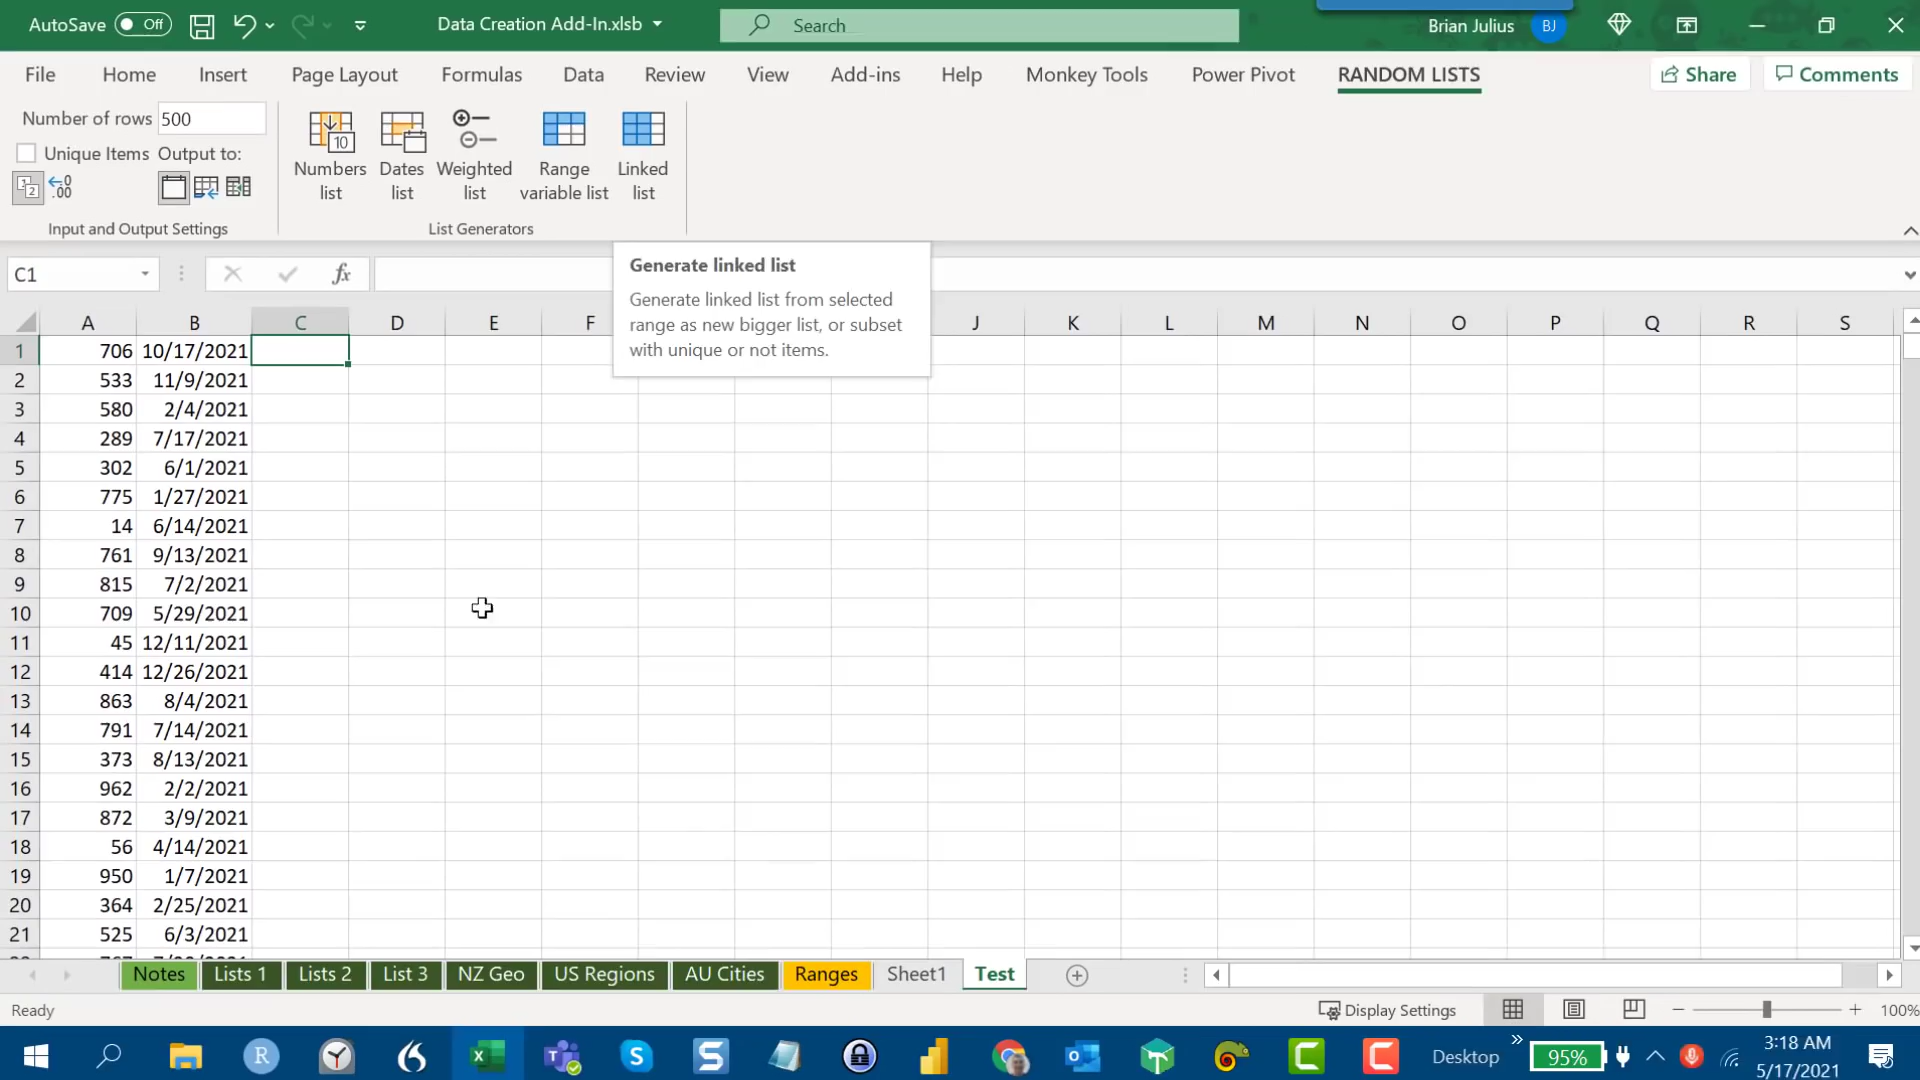 AutoSave Off Data Creation Add-In.xlsb Search Brian Julius BJ
File Home Insert Page Layout Formulas Data Review View Add-ins Help Monkey Tools Power Pivot RANDOM LISTS Share Comments
Number of rows 500
Unique Items Output to:
Input and Output Settings
Numbers list
Dates list
Weighted list
Range variable list
Linked list
List Generators
C1 fx
Generate linked list
Generate linked list from selected
range as new bigger list, or subset
with unique or not items.
A B C D E F J K L M N O P Q R S
1 706 10/17/2021
2 533 11/9/2021
3 580 2/4/2021
4 289 7/17/2021
5 302 6/1/2021
6 775 1/27/2021
7 14 6/14/2021
8 761 9/13/2021
9 815 7/2/2021
10 709 5/29/2021
11 45 12/11/2021
12 414 12/26/2021
13 863 8/4/2021
14 791 7/14/2021
15 373 8/13/2021
16 962 2/2/2021
17 872 3/9/2021
18 56 4/14/2021
19 950 1/7/2021
20 364 2/25/2021
21 525 6/3/2021
Notes Lists 1 Lists 2 List 3 NZ Geo US Regions AU Cities Ranges Sheet1 Test
Ready Display Settings 100%
Desktop 95% 3:18 AM
5/17/2021